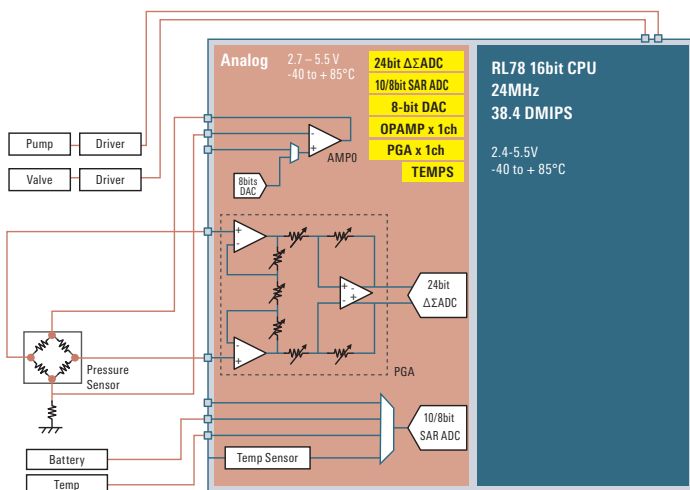 Analog
2.7 – 5.5 V
-40 to + 85°C
24bit ΔΣADC
10/8bit SAR ADC
8-bit DAC
OPAMP x 1ch
PGA x 1ch
TEMPS
RL78 16bit CPU
24MHz
38.4 DMIPS
2.4-5.5V
-40 to + 85°C
Pump
Driver
Valve
Driver
-
+
AMP0
8bits
DAC
+
-
+ -
- +
-
+
24bit
ΔΣADC
PGA
Pressure
Sensor
10/8bit
SAR ADC
Battery
Temp Sensor
Temp